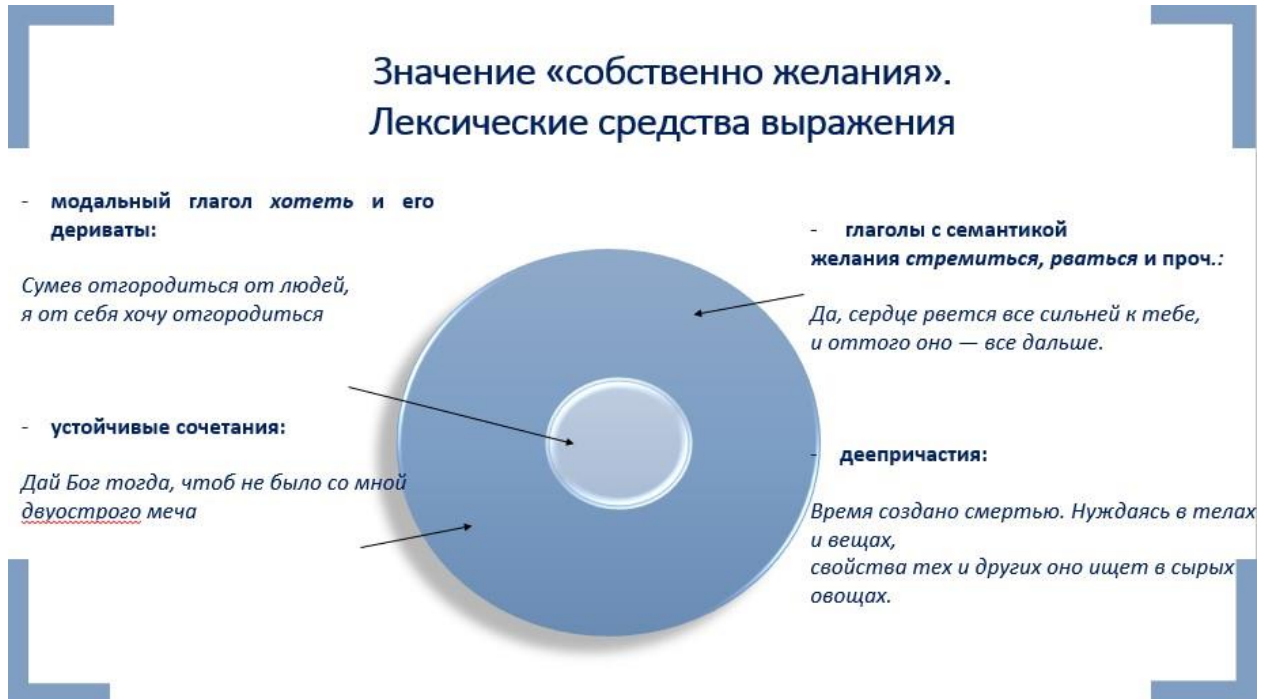 Значение «собственно желания».
Лексические средства выражения
- модальный глагол хотеть и его
дериваты:
Сумев отгородиться от людей,
я от себя хочу отгородиться
- устойчивые сочетания:
Дай Бог тогда, чтоб не было со мной
двуострого меча
- глаголы с семантикой
желания стремиться, рваться и проч.:
Да, сердце рвется все сильней к тебе,
и оттого оно — все дальше.
- деепричастия:
Время создано смертью. Нуждаясь в телах
и вещах,
свойства тех и других оно ищет в сырых
овощах.